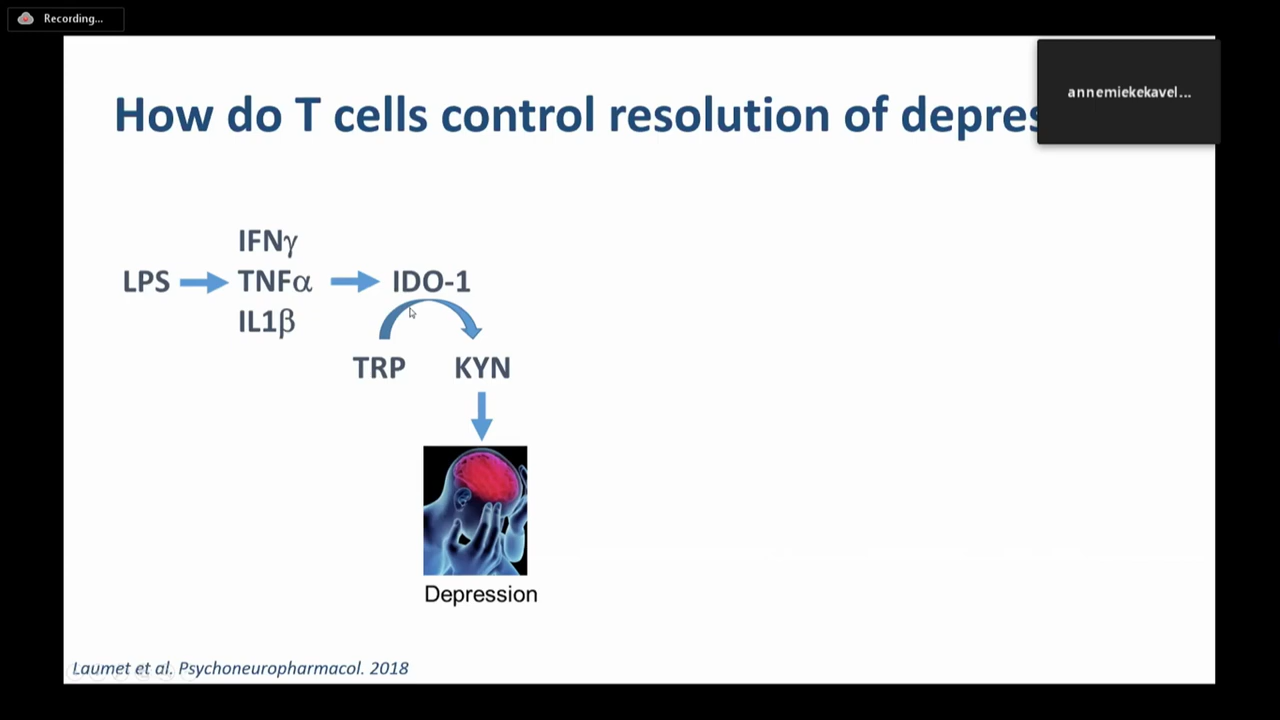 Recording...
annemiekekavel...
How do T cells control resolution of depres
IFNγ
LPS TNFα IDO-1
IL1β
TRP KYN
Depression
Laumet et al. Psychoneuropharmacol. 2018